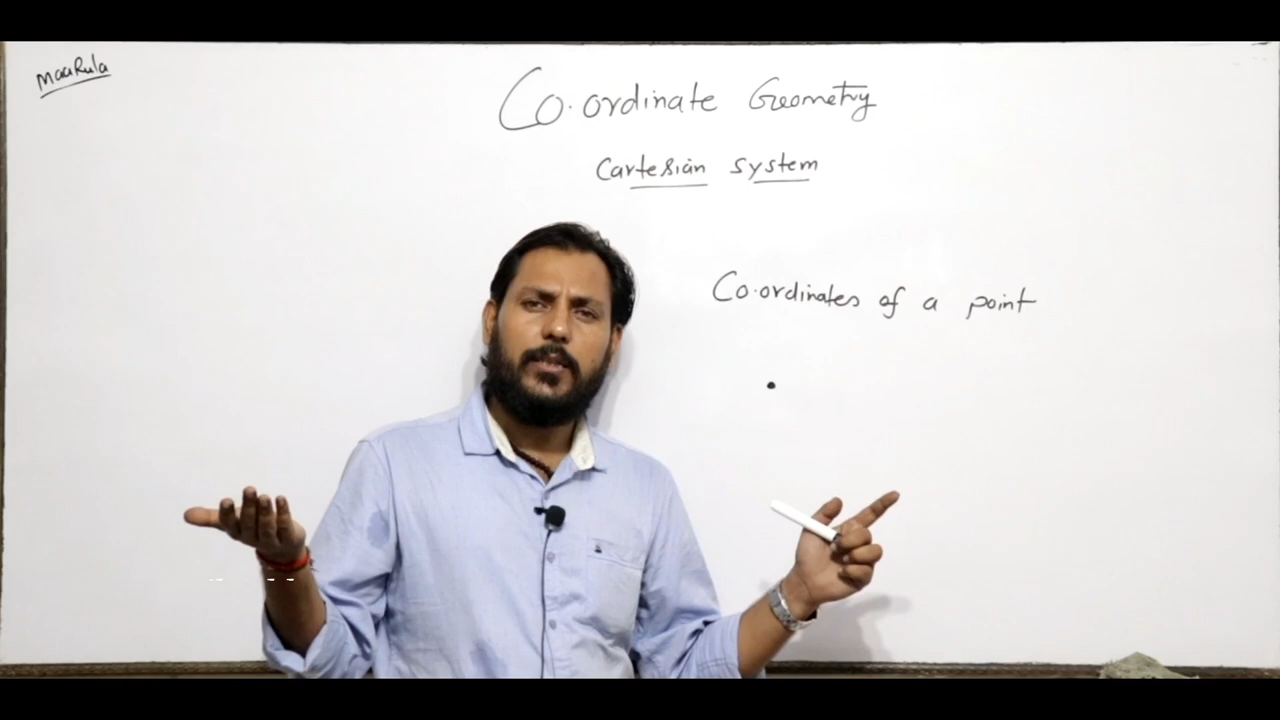 MaaRula
Co.ordinate Geometry
Cartesian system
Co.ordinates of a point